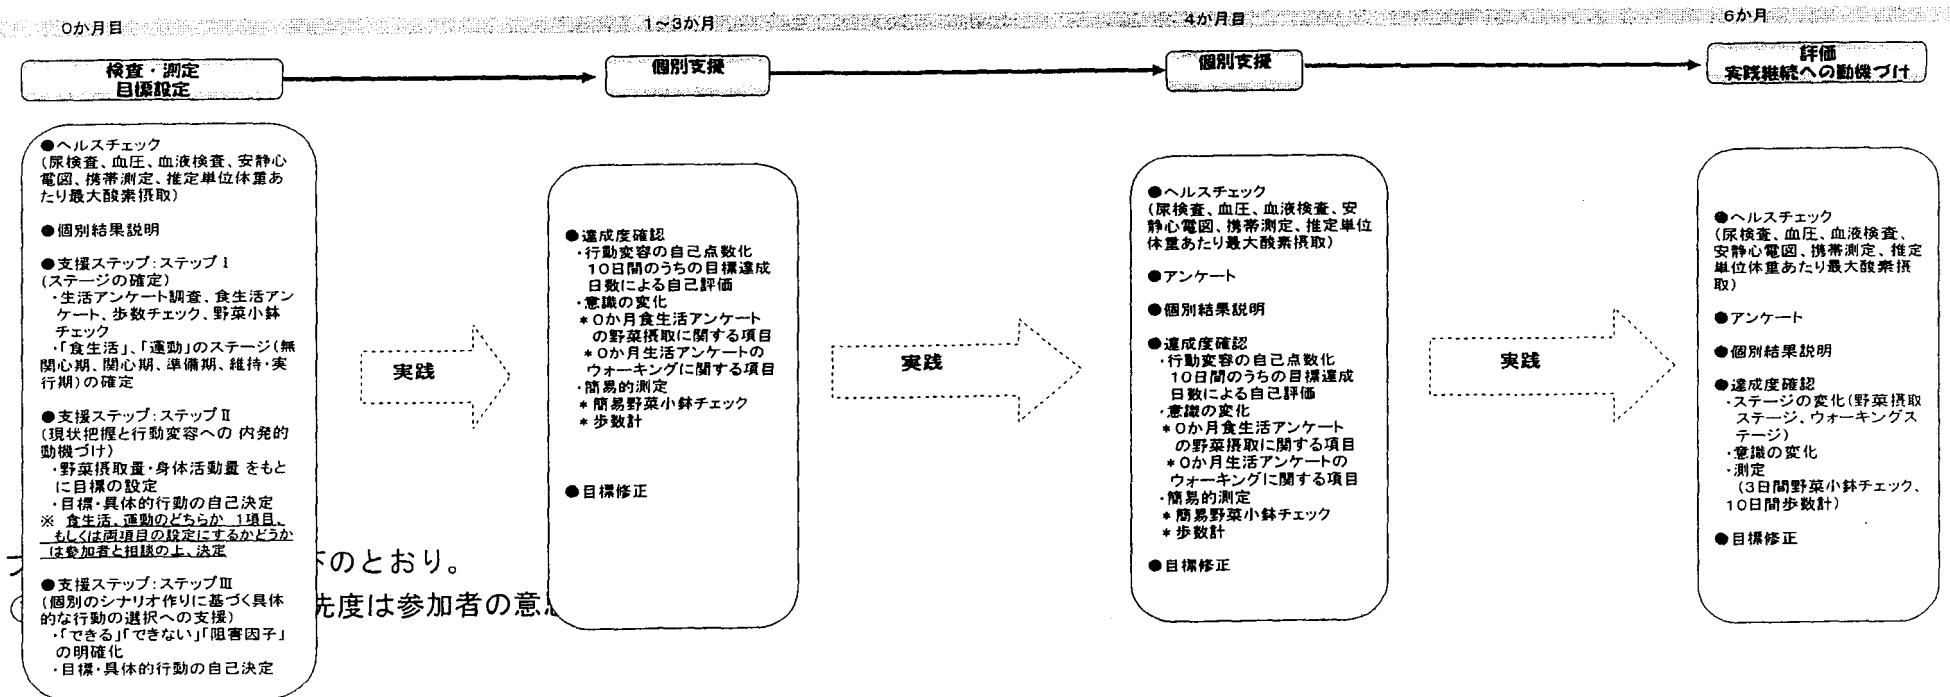 0か月目
1~3か月
4か月目
6か月
検査・測定
目標設定
個別支援
個別支援
評価
実践継続への動機づけ
●ヘルスチェック
(尿検査、血圧、血液検査、安静心
電図、携帯測定、推定単位体重あ
たり最大酸素摂取)
●個別結果説明
●支援ステップ:ステップⅠ
(ステージの確定)
・生活アンケート調査、食生活アン
ケート、歩数チェック、野菜小鉢
チェック
・「食生活」、「運動」のステージ(無
関心期、関心期、準備期、維持・実
行期)の確定
●支援ステップ:ステップⅡ
(現状把握と行動変容への 内発的
動機づけ)
・野菜摂取量・身体活動量 をもと
に目標の設定
・目標・具体的行動の自己決定
※ 食生活、運動のどちらか 1項目、
もしくは両項目の設定にするかどうか
は参加者と相談の上、決定
●支援ステップ:ステップⅢ
(個別のシナリオ作りに基づく具体
的な行動の選択への支援)
・「できる」「できない」「阻害因子」
の明確化
・目標・具体的行動の自己決定
実践
●達成度確認
・行動変容の自己点数化
10日間のうちの目標達成
日数による自己評価
・意識の変化
*0か月食生活アンケート
の野菜摂取に関する項目
*0か月生活アンケートの
ウォーキングに関する項目
・簡易的測定
*簡易野菜小鉢チェック
*歩数計
●目標修正
実践
●ヘルスチェック
(尿検査、血圧、血液検査、安
静心電図、携帯測定、推定単位
体重あたり最大酸素摂取)
●アンケート
●個別結果説明
●達成度確認
・行動変容の自己点数化
10日間のうちの目標達成
日数による自己評価
・意識の変化
*0か月食生活アンケート
の野菜摂取に関する項目
*0か月生活アンケートの
ウォーキングに関する項目
・簡易的測定
*簡易野菜小鉢チェック
*歩数計
●目標修正
実践
●ヘルスチェック
(尿検査、血圧、血液検査、
安静心電図、携帯測定、推定
単位体重あたり最大酸素摂
取)
●アンケート
●個別結果説明
●達成度確認
・ステージの変化(野菜摂取
ステージ、ウォーキングス
テージ)
・意識の変化
・測定
(3日間野菜小鉢チェック、
10日間歩数計)
●目標修正
のとおり。
先度は参加者の意